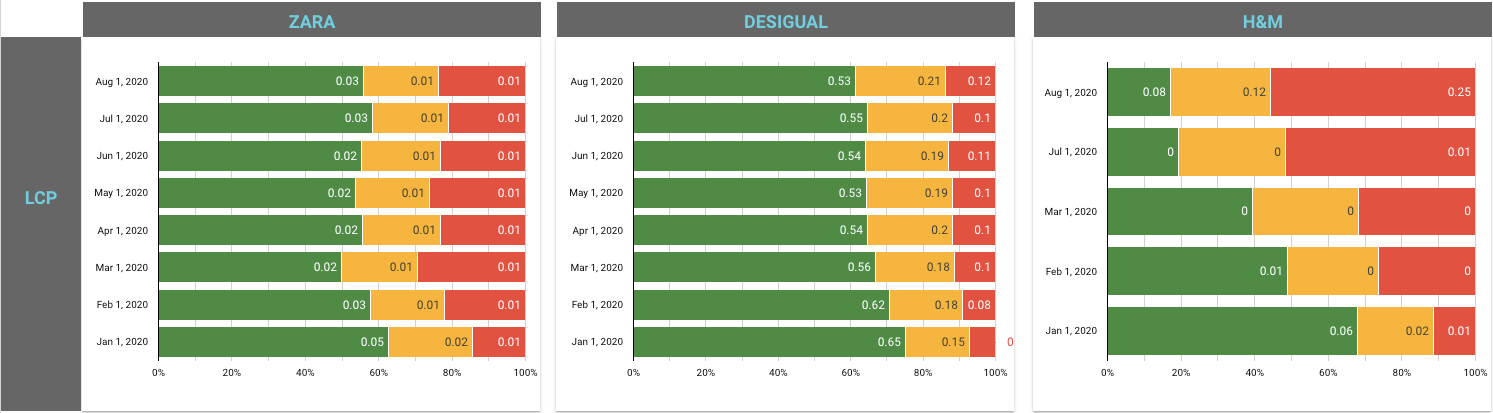 ZARA
DESIGUAL
H&M
LCP
Aug 1, 2020 0.03 0.01 0.01
Jul 1, 2020 0.03 0.01 0.01
Jun 1, 2020 0.02 0.01 0.01
May 1, 2020 0.02 0.01 0.01
Apr 1, 2020 0.02 0.01 0.01
Mar 1, 2020 0.02 0.01 0.01
Feb 1, 2020 0.03 0.01 0.01
Jan 1, 2020 0.05 0.02 0.01
0% 20% 40% 60% 80% 100%
Aug 1, 2020 0.53 0.21 0.12
Jul 1, 2020 0.55 0.2 0.1
Jun 1, 2020 0.54 0.19 0.11
May 1, 2020 0.53 0.19 0.1
Apr 1, 2020 0.54 0.2 0.1
Mar 1, 2020 0.56 0.18 0.1
Feb 1, 2020 0.62 0.18 0.08
Jan 1, 2020 0.65 0.15 0
0% 20% 40% 60% 80% 100%
Aug 1, 2020 0.08 0.12 0.25
Jul 1, 2020 0 0 0.01
Mar 1, 2020 0 0 0
Feb 1, 2020 0.01 0 0
Jan 1, 2020 0.06 0.02 0.01
0% 20% 40% 60% 80% 100%